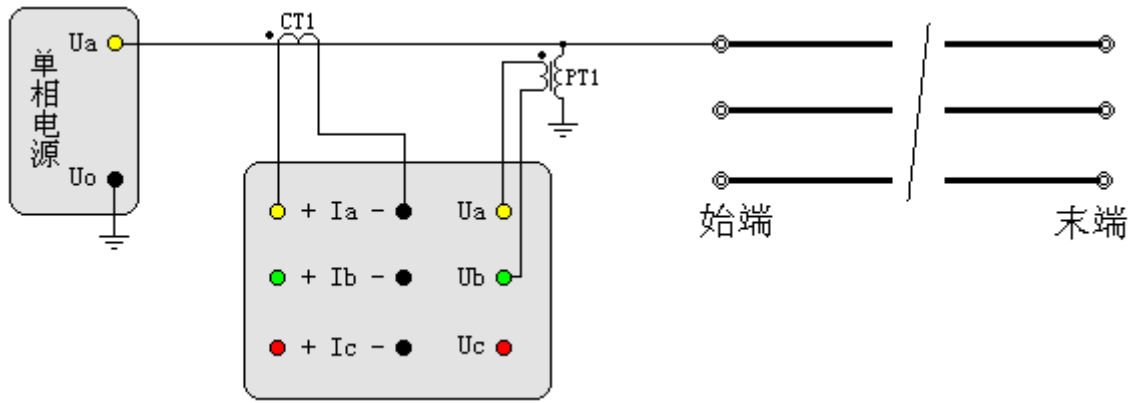 CT1
Ua
单相电源
PT1
Uo
+ Ia - Ua
+ Ib - Ub
+ Ic - Uc
始端
末端